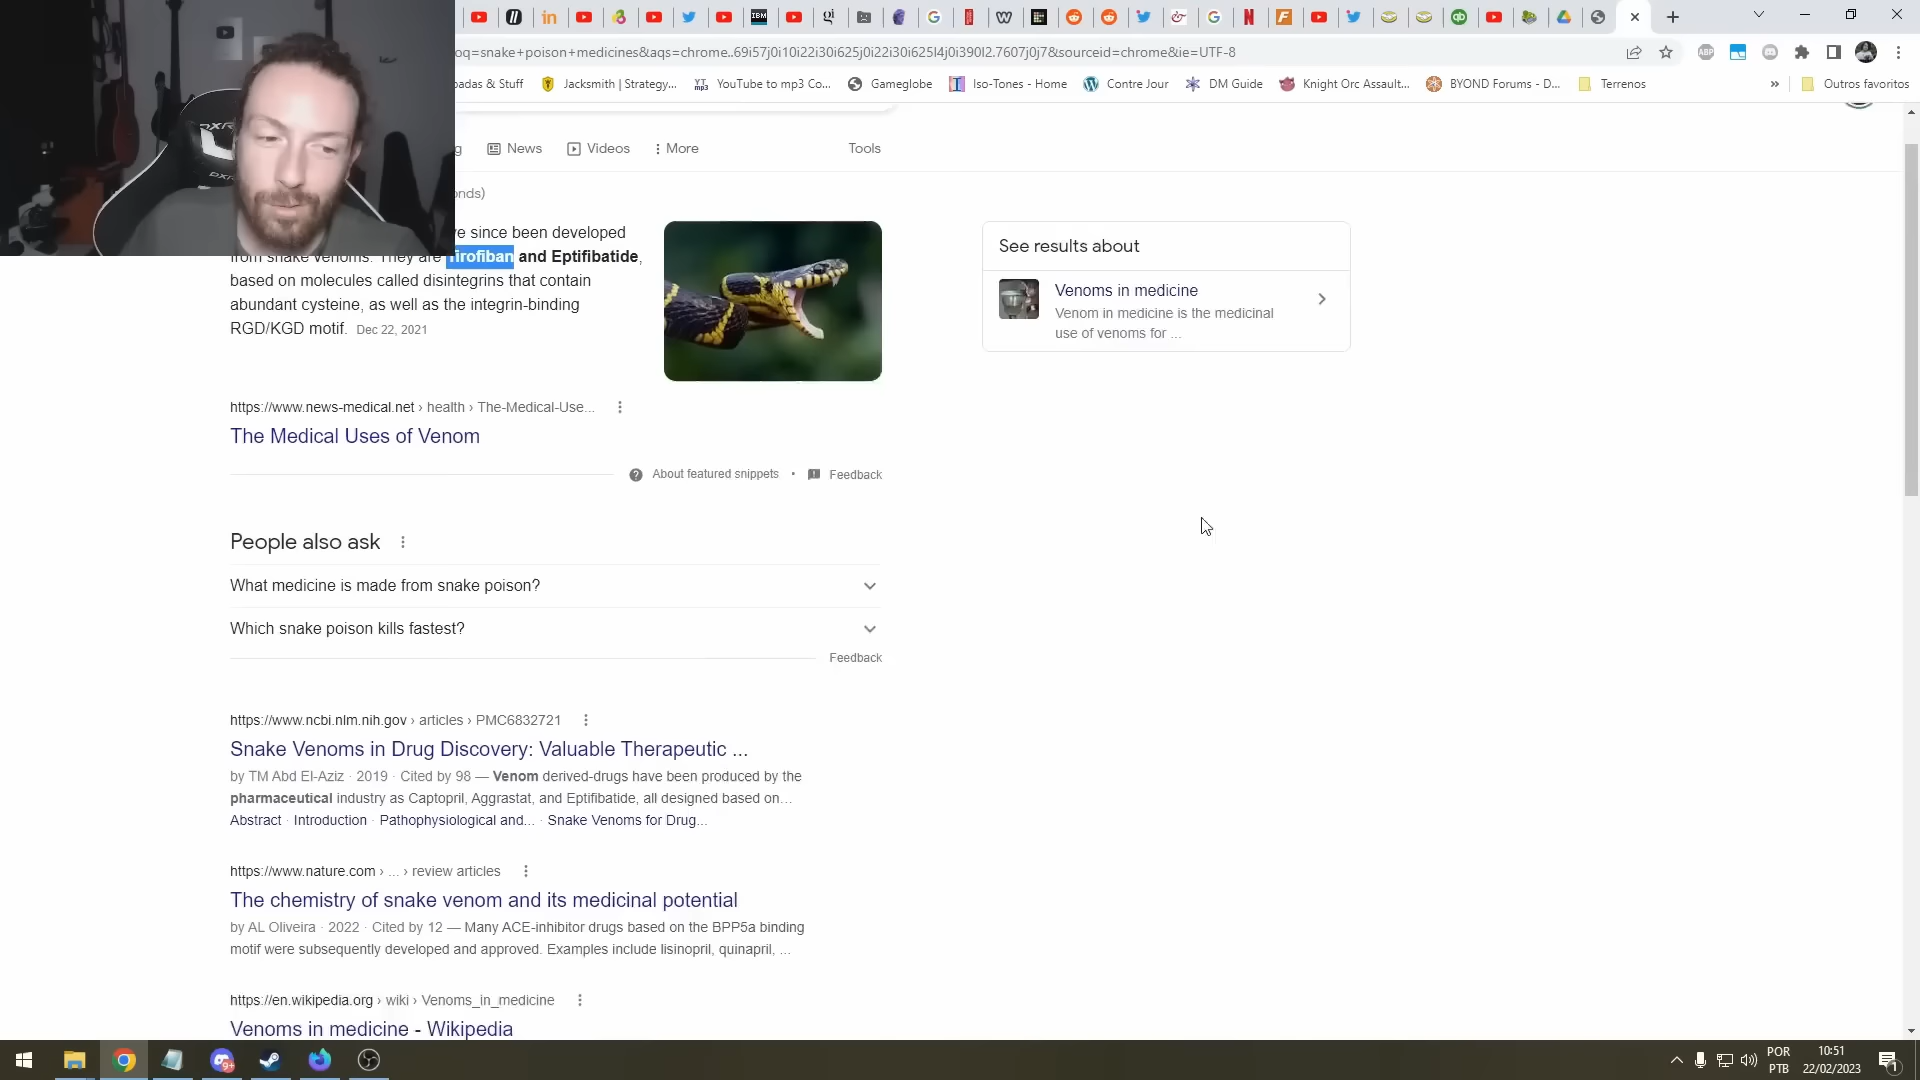 oq=snake+poison+medicines&aqs=chrome..69i57j0i10i22i30i625j0i22i30i625l4j0i390l2.7607j0j7&sourceid=chrome&ie=UTF-8
oadas & Stuff
Jacksmith | Strategy...
YouTube to mp3 Co...
Gameglobe
Iso-Tones - Home
Contre Jour
DM Guide
Knight Orc Assault...
BYOND Forums - D...
Terrenos
»
Outros favoritos
g
News
Videos
More
Tools
onds)
ve since been developed
from snake venoms. They are Tirofiban and Eptifibatide,
based on molecules called disintegrins that contain
abundant cysteine, as well as the integrin-binding
RGD/KGD motif. Dec 22, 2021
https://www.news-medical.net › health › The-Medical-Use...
The Medical Uses of Venom
About featured snippets · Feedback
See results about
Venoms in medicine
Venom in medicine is the medicinal
use of venoms for ...
People also ask
What medicine is made from snake poison?
Which snake poison kills fastest?
Feedback
https://www.ncbi.nlm.nih.gov › articles › PMC6832721
Snake Venoms in Drug Discovery: Valuable Therapeutic ...
by TM Abd El-Aziz · 2019 · Cited by 98 — Venom derived-drugs have been produced by the
pharmaceutical industry as Captopril, Aggrastat, and Eptifibatide, all designed based on...
Abstract · Introduction · Pathophysiological and... · Snake Venoms for Drug...
https://www.nature.com › ... › review articles
The chemistry of snake venom and its medicinal potential
by AL Oliveira · 2022 · Cited by 12 — Many ACE-inhibitor drugs based on the BPP5a binding
motif were subsequently developed and approved. Examples include lisinopril, quinapril, ...
https://en.wikipedia.org › wiki › Venoms_in_medicine
Venoms in medicine - Wikipedia
POR
PTB
10:51
22/02/2023